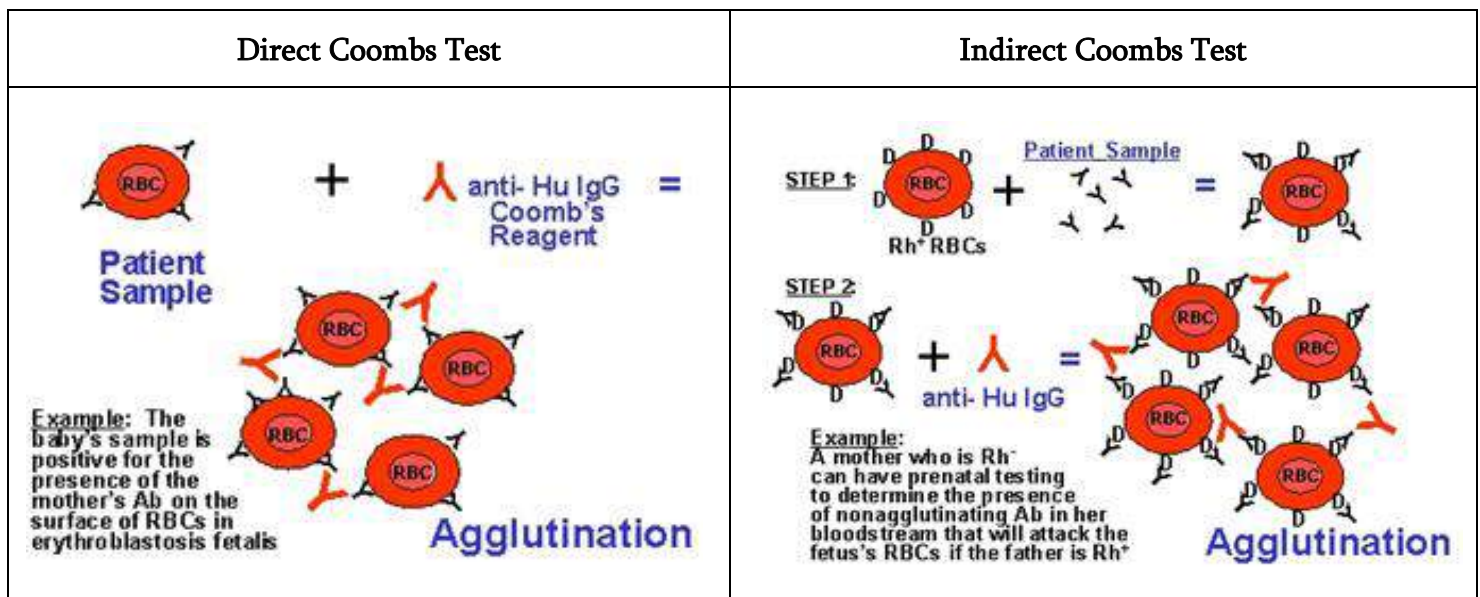 Direct Coombs Test
RBC
+
anti- Hu IgG
Coomb's
Reagent
=
Patient
Sample
RBC
RBC
RBC
RBC
Example: The
baby's sample is
positive for the
presence of the
mother's Ab on the
surface of RBCs in
erythroblastosis fetalis
Agglutination
Indirect Coombs Test
STEP 1:
D D D D D D
RBC
Rh⁺ RBCs
+
Patient Sample
=
D D D D D D
RBC
STEP 2:
D D D D D D
RBC
+
anti- Hu IgG
=
D D D D D D
RBC
D D D D D D
RBC
D D D D D D
RBC
D D D D D D
RBC
Example:
A mother who is Rh⁻
can have prenatal testing
to determine the presence
of nonagglutinating Ab in her
bloodstream that will attack the
fetus's RBCs if the father is Rh⁺
Agglutination